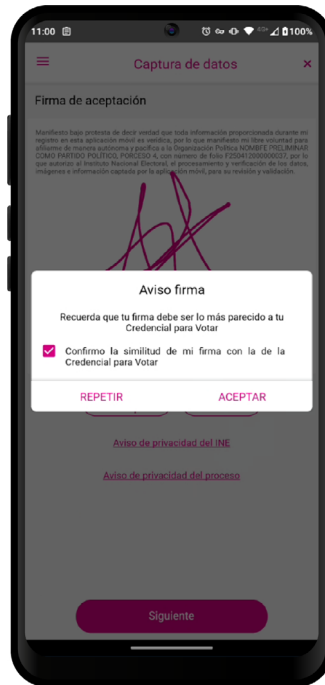 11:00
100%
Captura de datos
Firma de aceptación
Manifiesto bajo protesta de decir verdad que toda información proporcionada durante mi
registro en esta aplicación móvil es verídica, por lo que manifiesto mi libre voluntad para
afiliarme de manera autónoma y pacífica a la Organización Política NOMBFE PRELIMINAR
COMO PARTIDO POLÍTICO, PORCESO 4, con número de folio por lo
que autorizo al Instituto Nacional Electoral, el procesamiento y verificación de los datos,
imágenes e información captada por la aplicación móvil, para su revisión y validación.
Aviso firma
Recuerda que tu firma debe ser lo más parecido a tu
Credencial para Votar
Confirmo la similitud de mi firma con la de la
Credencial para Votar
REPETIR ACEPTAR
Aviso de privacidad del INE
Aviso de privacidad del proceso
Siguiente